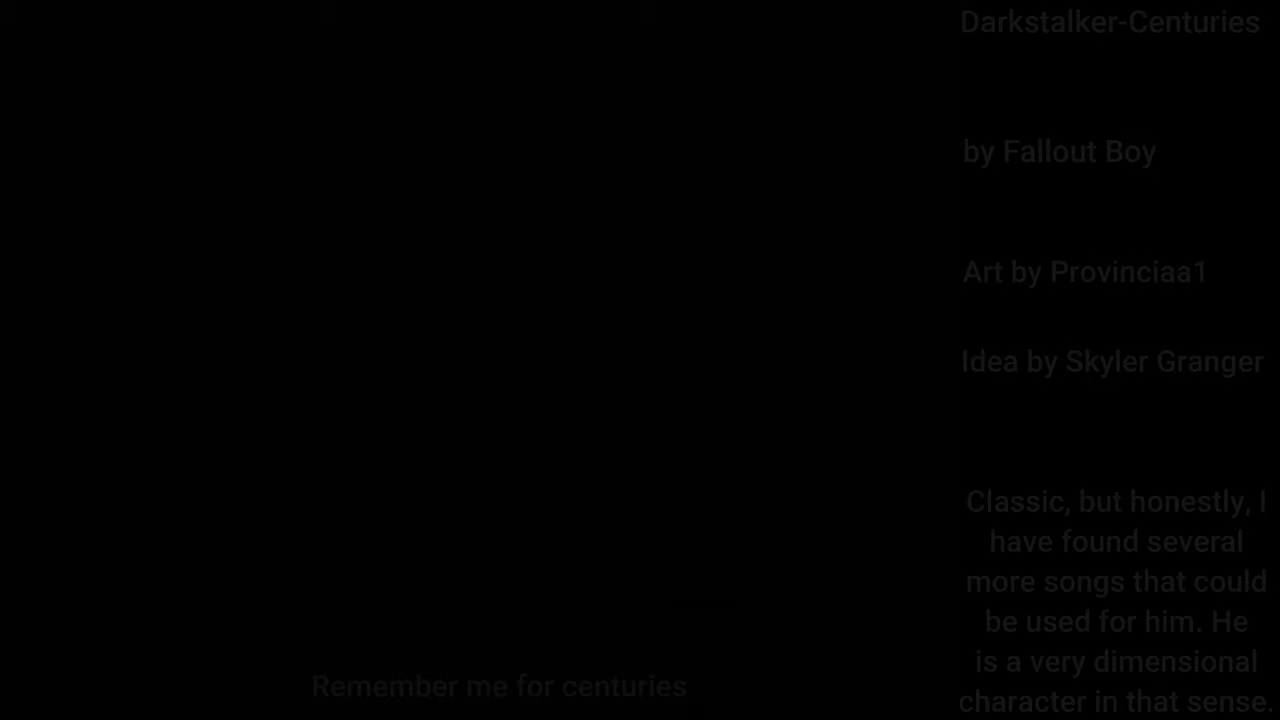 Darkstalker-Centuries
by Fallout Boy
Art by Provinciaa1
Idea by Skyler Granger
Classic, but honestly, I
have found several
more songs that could
be used for him. He
is a very dimensional
character in that sense.
Remember me for centuries